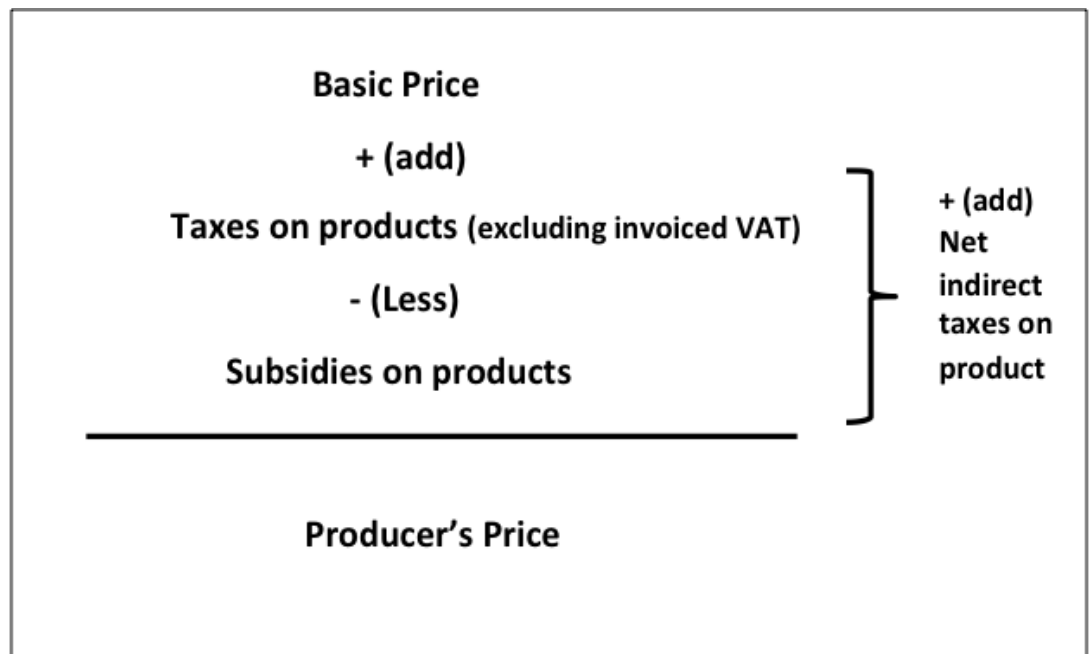 Basic Price
+ (add)
Taxes on products (excluding invoiced VAT)
- (Less)
Subsidies on products
Producer’s Price
+ (add)
Net
indirect
taxes on
product